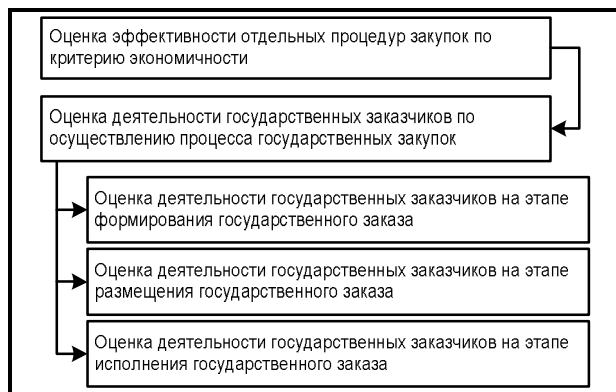 Оценка эффективности отдельных процедур закупок по
критерию экономичности
Оценка деятельности государственных заказчиков по
осуществлению процесса государственных закупок
Оценка деятельности государственных заказчиков на этапе
формирования государственного заказа
Оценка деятельности государственных заказчиков на этапе
размещения государственного заказа
Оценка деятельности государственных заказчиков на этапе
исполнения государственного заказа